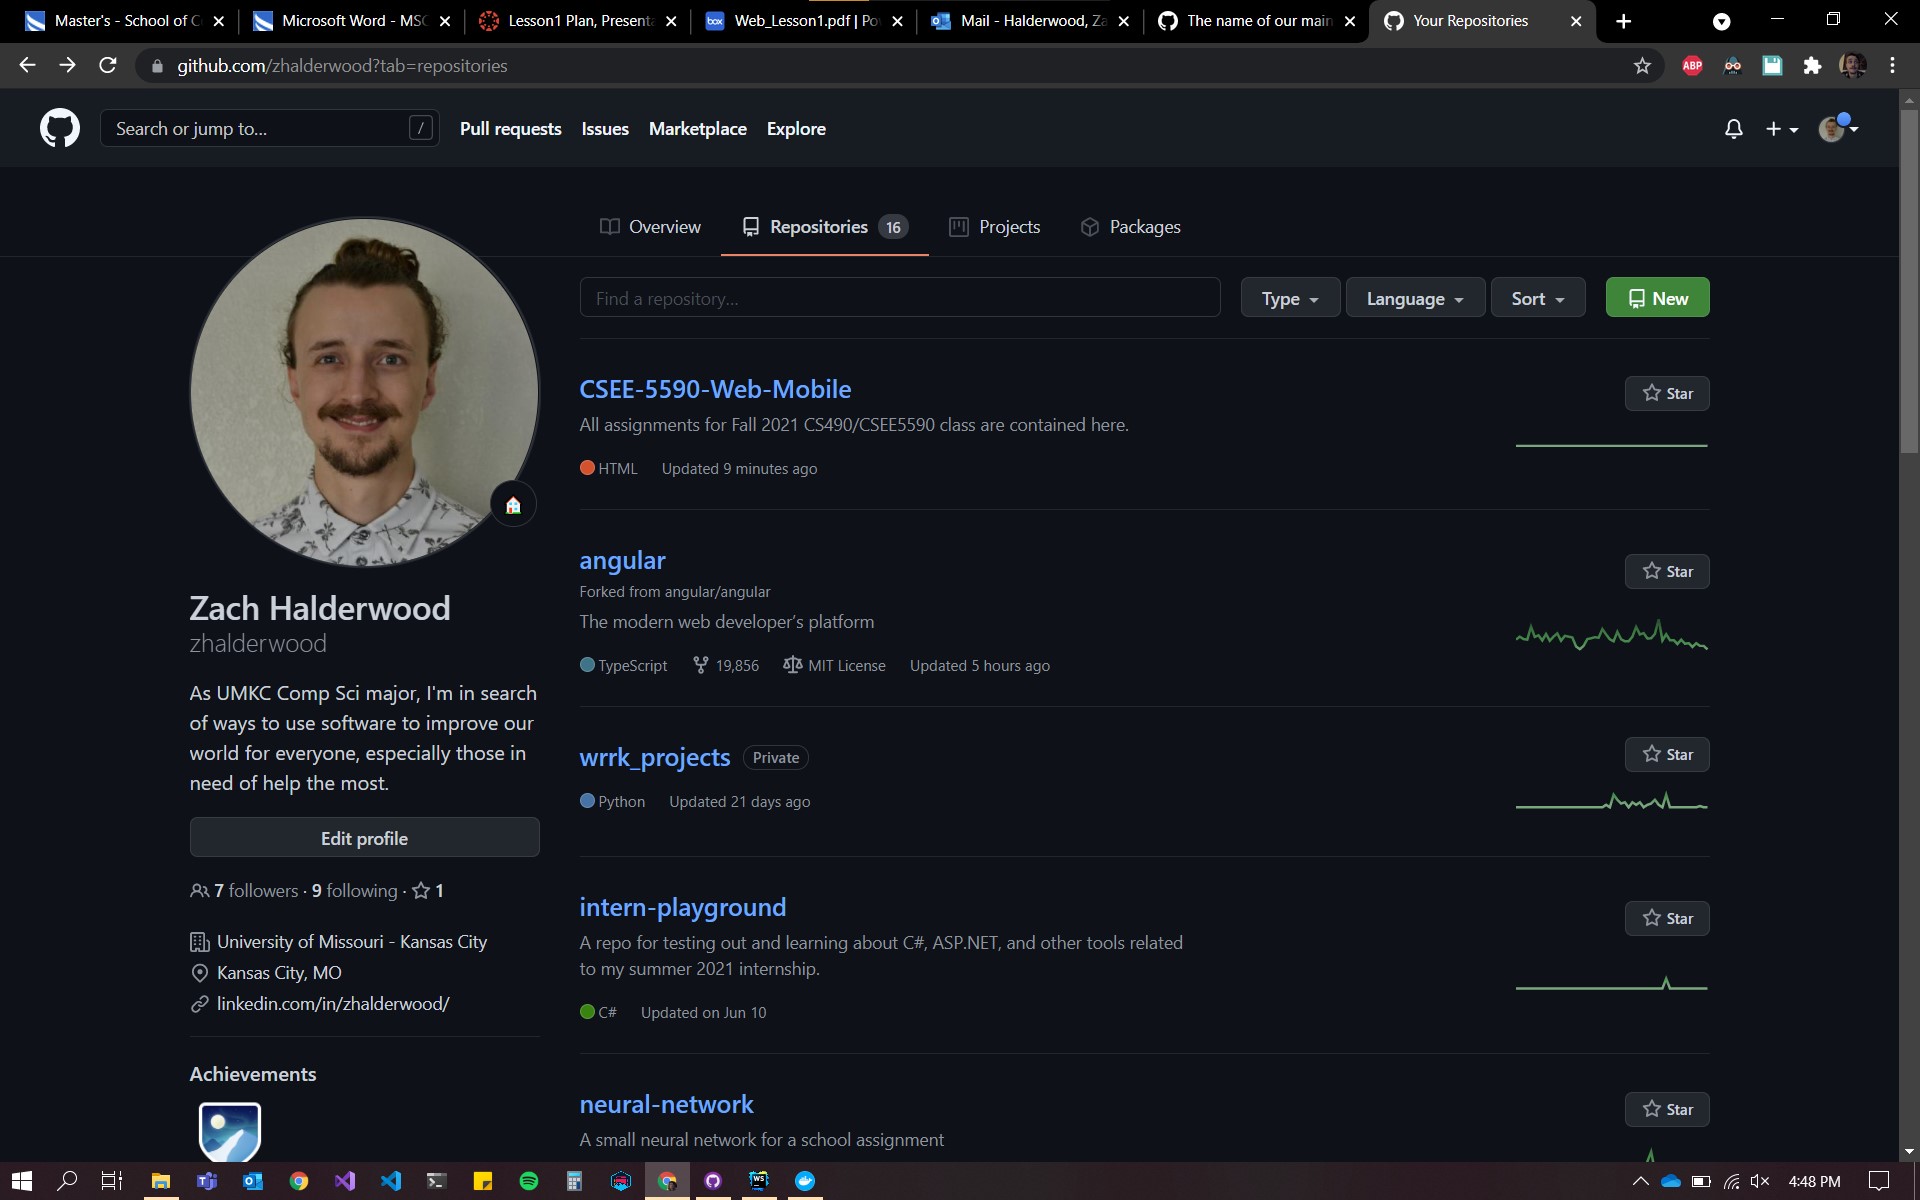 Master's - School of C
Microsoft Word - MSC
Lesson1 Plan, Presenta
box
Web_Lesson1.pdf | Po
Mail - Halderwood, Za
The name of our main
Your Repositories
github.com/zhalderwood?tab=repositories
ABP
Search or jump to... /
Pull requests
Issues
Marketplace
Explore
Overview
Repositories 16
Projects
Packages
Find a repository...
Type
Language
Sort
New
Zach Halderwood
zhalderwood
As UMKC Comp Sci major, I'm in search
of ways to use software to improve our
world for everyone, especially those in
need of help the most.
Edit profile
7 followers · 9 following · 1
University of Missouri - Kansas City
Kansas City, MO
linkedin.com/in/zhalderwood/
Achievements
CSEE-5590-Web-Mobile
Star
All assignments for Fall 2021 CS490/CSEE5590 class are contained here.
HTML Updated 9 minutes ago
angular
Star
Forked from angular/angular
The modern web developer's platform
TypeScript 19,856 MIT License Updated 5 hours ago
wrrk_projects Private
Star
Python Updated 21 days ago
intern-playground
Star
A repo for testing out and learning about C#, ASP.NET, and other tools related
to my summer 2021 internship.
C# Updated on Jun 10
neural-network
Star
A small neural network for a school assignment
WS
4:48 PM